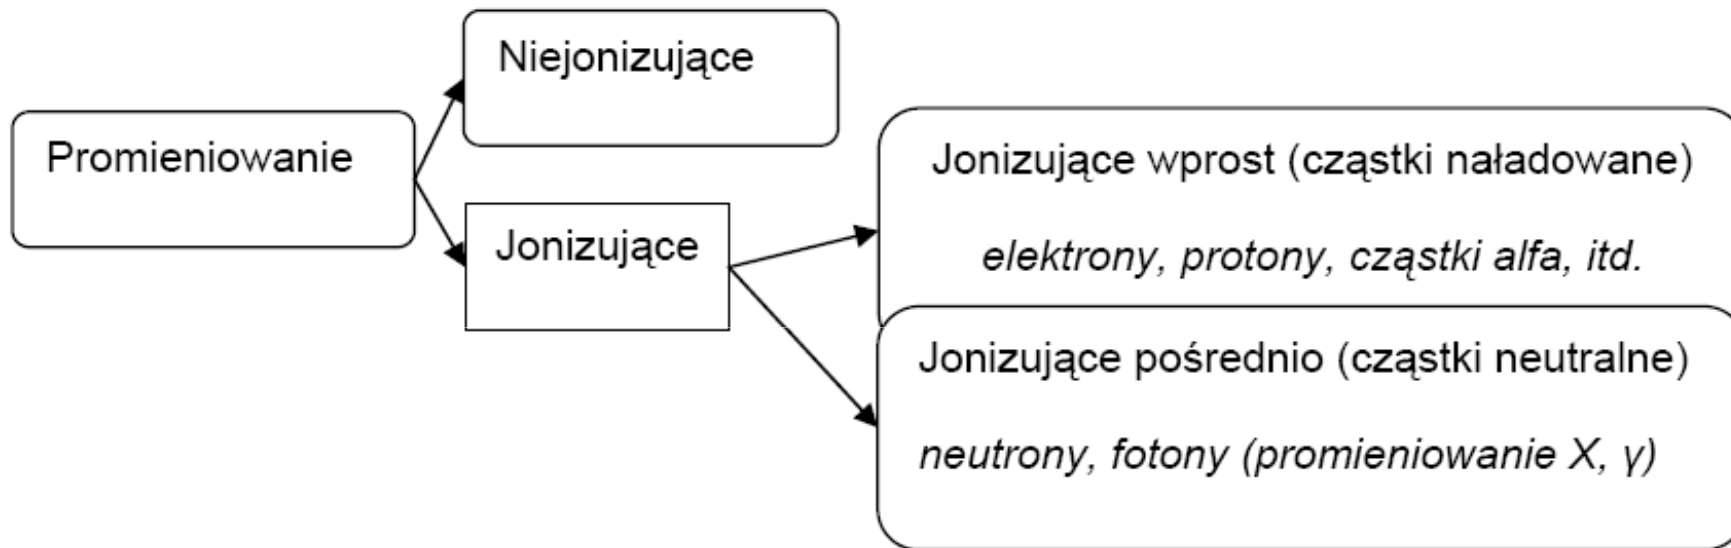 Niejonizujące
Promieniowanie
Jonizujące
Jonizujące wprost (cząstki naładowane)
elektrony, protony, cząstki alfa, itd.
Jonizujące pośrednio (cząstki neutralne)
neutrony, fotony (promieniowanie X, γ)